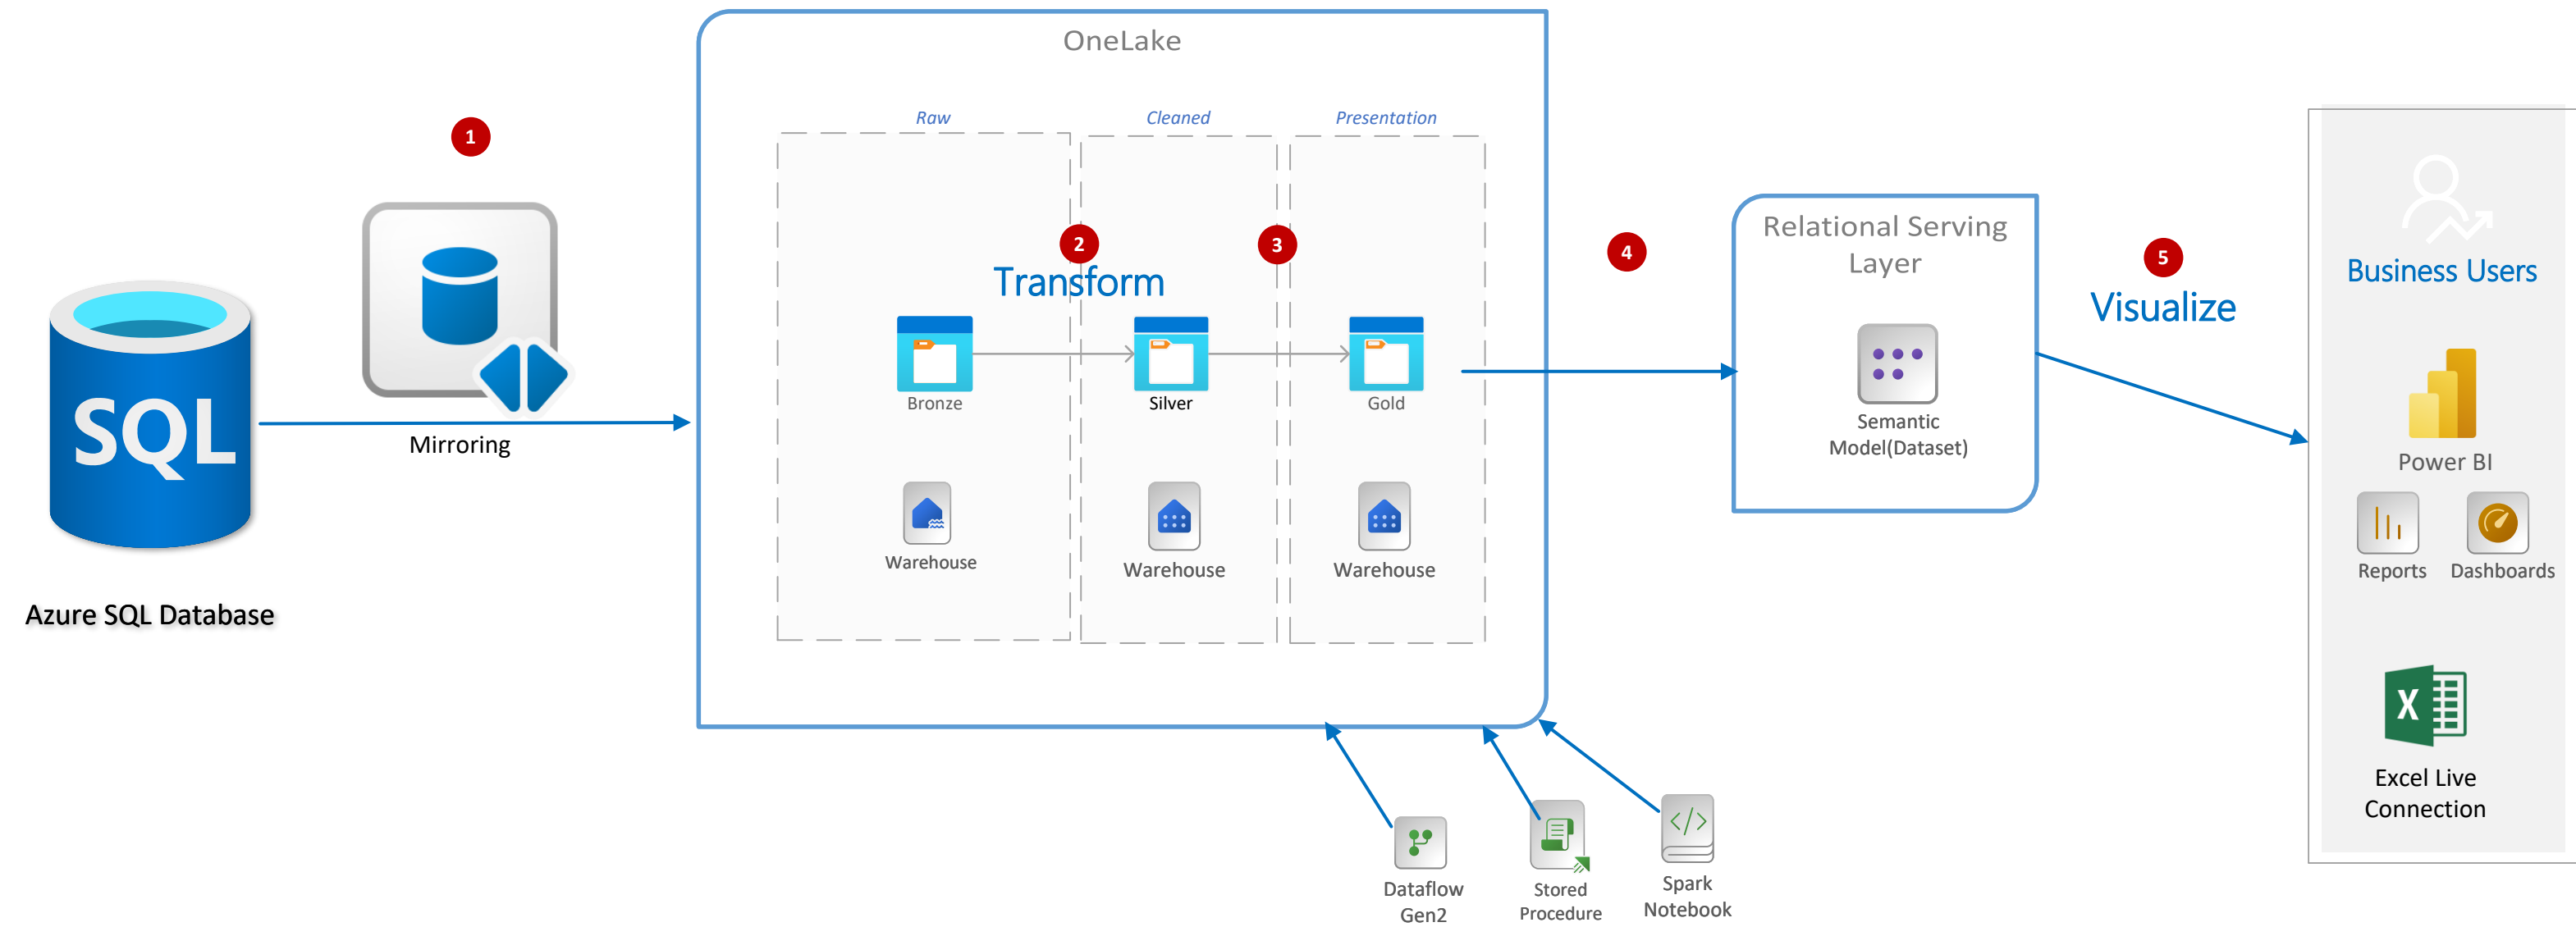 OneLake
Raw
Cleaned
Presentation
1
2
3
4
5
Transform
Relational Serving
Layer
Visualize
Business Users
SQL
Mirroring
Azure SQL Database
Bronze
Silver
Gold
Warehouse
Warehouse
Warehouse
Semantic
Model(Dataset)
Power BI
Reports
Dashboards
X
Excel Live
Connection
</>
Dataflow
Gen2
Stored
Procedure
Spark
Notebook